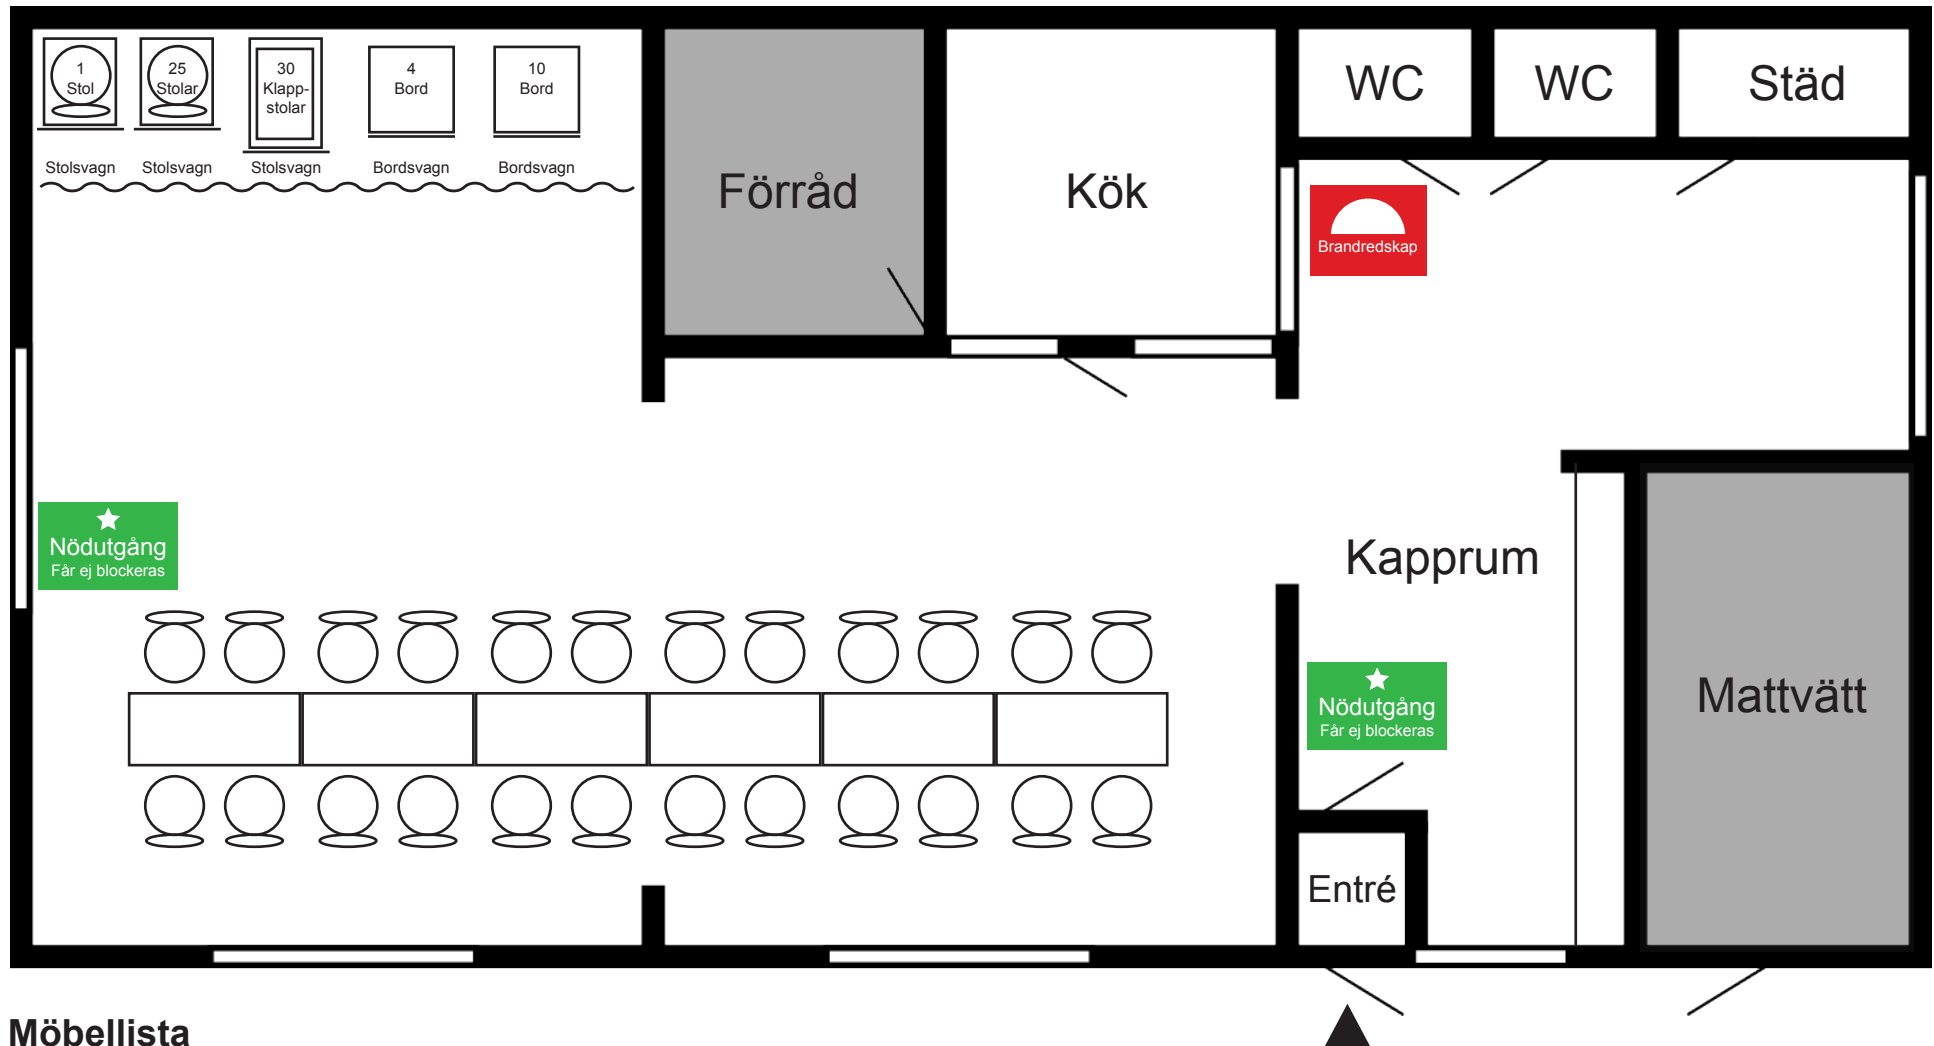 1
Stol
25
Stolar
30
Klapp-
stolar
4
Bord
10
Bord
Stolsvagn
Stolsvagn
Stolsvagn
Bordsvagn
Bordsvagn
Förråd
Kök
WC
WC
Städ
Brandredskap
Nödutgång
Får ej blockeras
Kapprum
Nödutgång
Får ej blockeras
Mattvätt
Entré
Möbellista